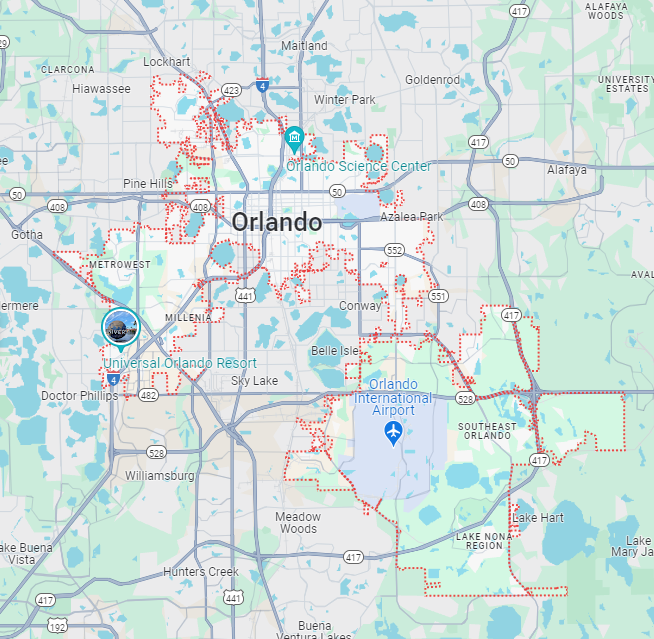 417
ALAFAYA
WOODS
Maitland
Lockhart
CLARCONA
Hiawassee
423
4
Goldenrod
UNIVERSITY
ESTATES
Winter Park
417
50
Orlando Science Center
Alafaya
Pine Hills
50
50
408
408
408
Orlando
Azalea Park
Gotha
552
METROWEST
441
551
Conway
417
MILLENIA
Belle Isle
Universal Orlando Resort
4
Sky Lake
Orlando
International
Airport
Doctor Phillips
482
528
SOUTHEAST
ORLANDO
528
417
Williamsburg
Meadow
Woods
Lake Hart
LAKE NONA
REGION
Lake
Mary Ja
ake Buena
Vista
417
Hunters Creek
417
441
192
Buena
Ventura Lakes